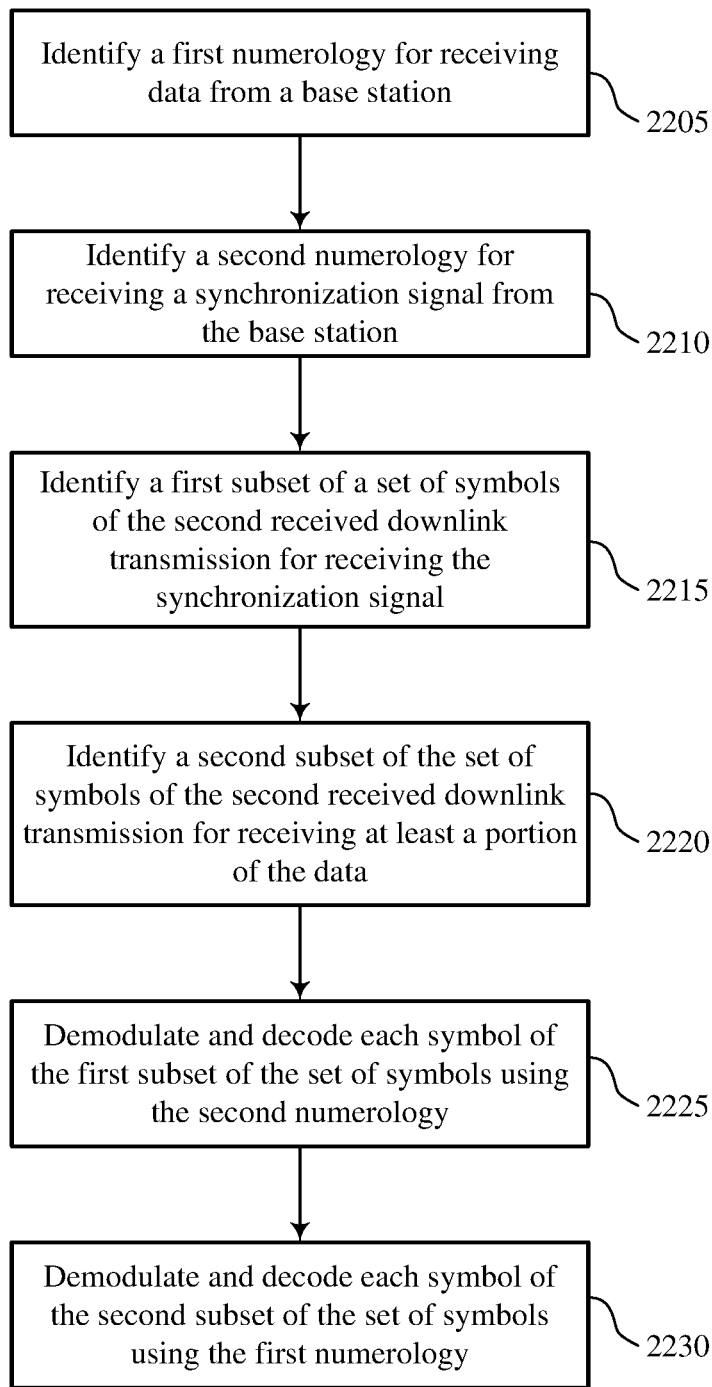 Identify a first numerology for receiving
data from a base station
2205
Identify a second numerology for
receiving a synchronization signal from
the base station
2210
Identify a first subset of a set of symbols
of the second received downlink
transmission for receiving the
synchronization signal
2215
Identify a second subset of the set of
symbols of the second received downlink
transmission for receiving at least a portion
of the data
2220
Demodulate and decode each symbol of
the first subset of the set of symbols using
the second numerology
2225
Demodulate and decode each symbol of
the second subset of the set of symbols
using the first numerology
2230